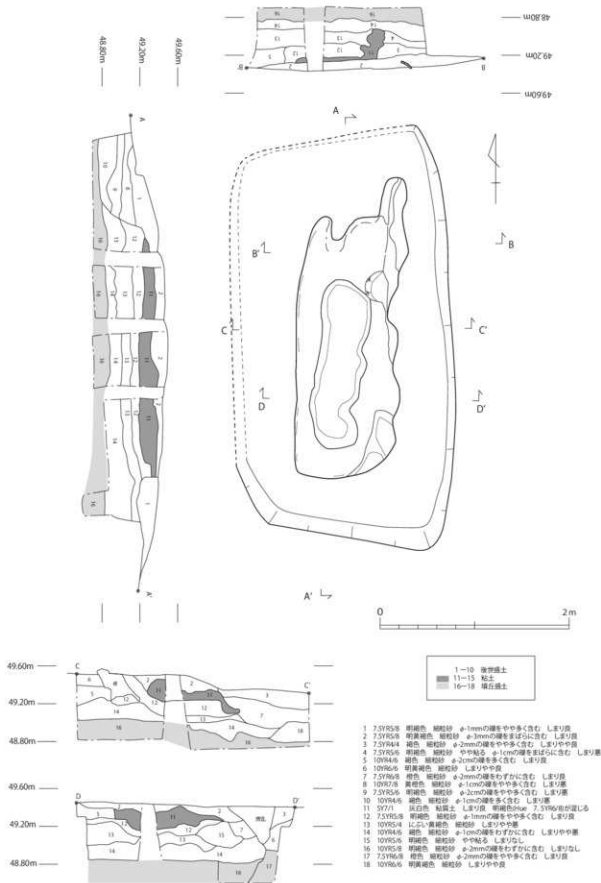 48.80m
49.20m
49.60m
48.80m
49.20m
49.60m
B'
B
A
A
B
B'
C
C'
D
D'
A'
A'
0 2m
1－10 後世盛土
11－15 粘土
16－18 墳丘盛土
49.60m
49.20m
48.80m
C
C'
49.60m
49.20m
48.80m
D
D'
1 7.5YR5/8 明褐色 細粒砂 φ-1mmの礫をやや多く含む しまり良
2 7.5YR5/8 明黄褐色 細粒砂 φ-3mmの礫をまばらに含む しまり良
3 7.5YR4/4 褐色 細粒砂 φ-2mmの礫をやや多く含む しまりやや良
4 7.5YR5/6 明褐色 細粒砂 やや粘る φ-1cmの礫をまばらに含む しまり悪
5 10YR4/6 褐色 細粒砂 φ-2cmの礫を多く含む しまり良
6 10YR6/6 明黄褐色 細粒砂 しまりやや良
7 7.5YR6/8 橙色 細粒砂 φ-2mmの礫をわずかに含む しまり良
8 10YR7/8 黄橙色 細粒砂 φ-1cmの礫を含む しまり悪
9 7.5YR5/6 明褐色 細粒砂 φ-2cmの礫をやや多く含む しまり良
10 10YR4/6 褐色 細粒砂 φ-1cmを多く含む しまり悪
11 5Y7/1 灰白色 粘質土 しまり良 明褐色(Hue 7.5YR6/8)が混じる
12 7.5YR5/8 明褐色 細粒砂 φ-1mmの礫をやや多く含む しまり良
13 10YR5/4 にぶい黄褐色 細粒砂 しまりやや悪
14 10YR4/6 褐色 細粒砂 φ-1cmの礫をわずかに含む しまりやや悪
15 10YR5/6 明褐色 細粒砂 やや粘る しまりなし
16 10YR5/8 明褐色 細粒砂 φ-2mmの礫をわずかに含む しまりなし
17 7.5YR6/8 橙色 細粒砂 φ-2mmの礫をやや多く含む しまり良
18 10YR6/6 明黄褐色 細粒砂 しまりやや良